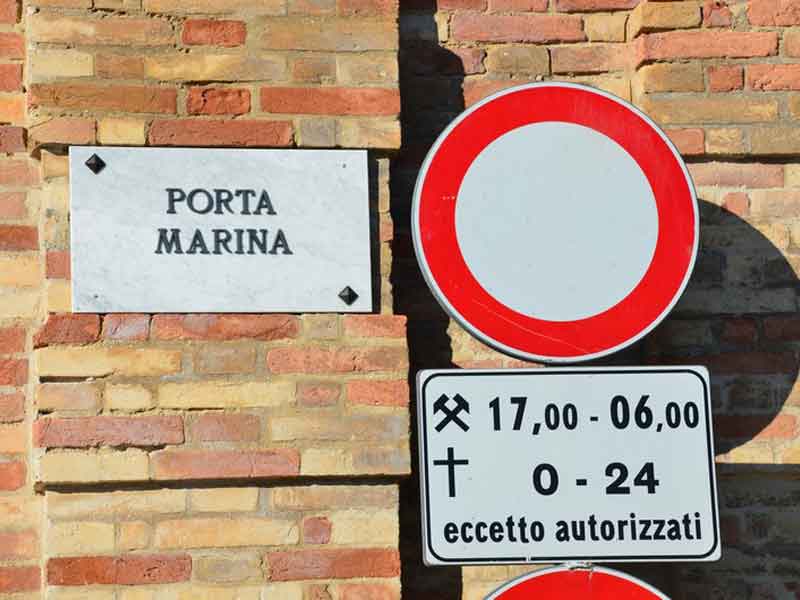 PORTA
MARINA
17,00 - 06,00
0 - 24
eccetto autorizzati